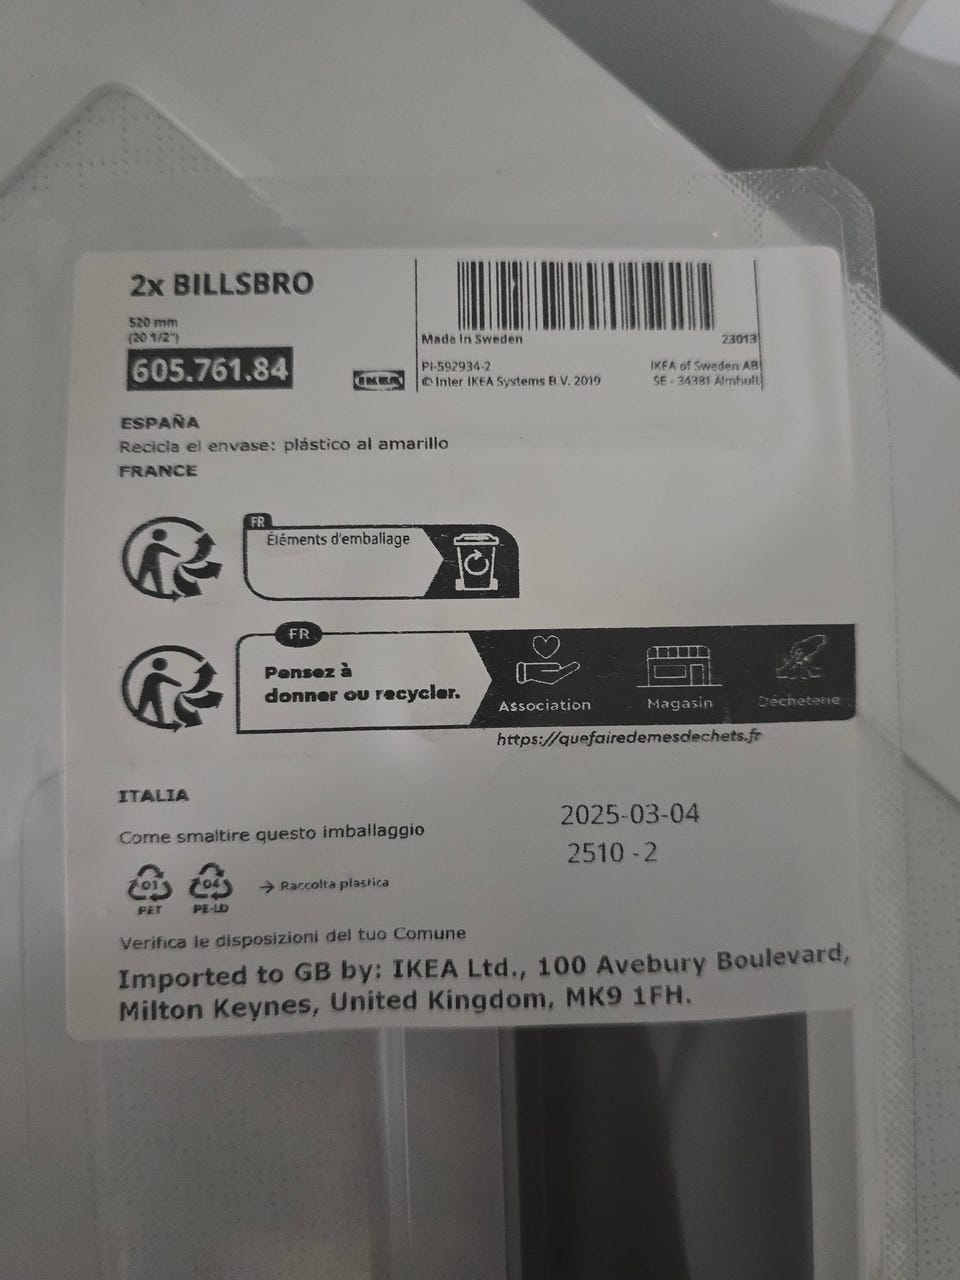 2x BILLSBRO
520 mm
(20 1/2")
605.761.84
IKEA
Made in Sweden
23013
PI-592934-2
© Inter IKEA Systems B.V. 2019
IKEA of Sweden AB
SE - 34381 Älmhult
ESPAÑA
Recicla el envase: plástico al amarillo
FRANCE
FR
Éléments d'emballage
FR
Pensez à
donner ou recycler.
Association
Magasin
Déchèterie
https://quefairedemesdechets.fr
ITALIA
Come smaltire questo imballaggio
2025-03-04
2510 -2
01
PET
04
PE-LD
→ Raccolta plastica
Verifica le disposizioni del tuo Comune
Imported to GB by: IKEA Ltd., 100 Avebury Boulevard,
Milton Keynes, United Kingdom, MK9 1FH.